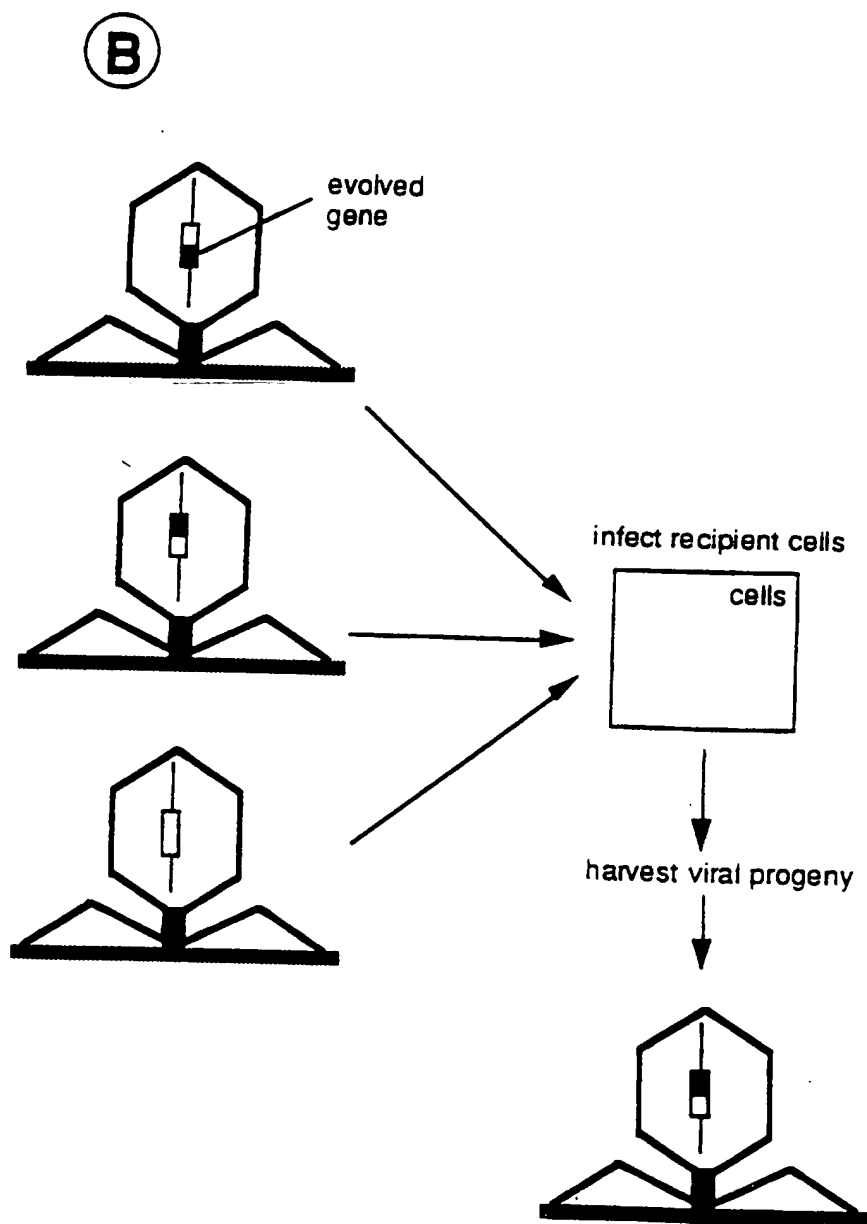 B
evolved
gene
infect recipient cells
cells
harvest viral progeny